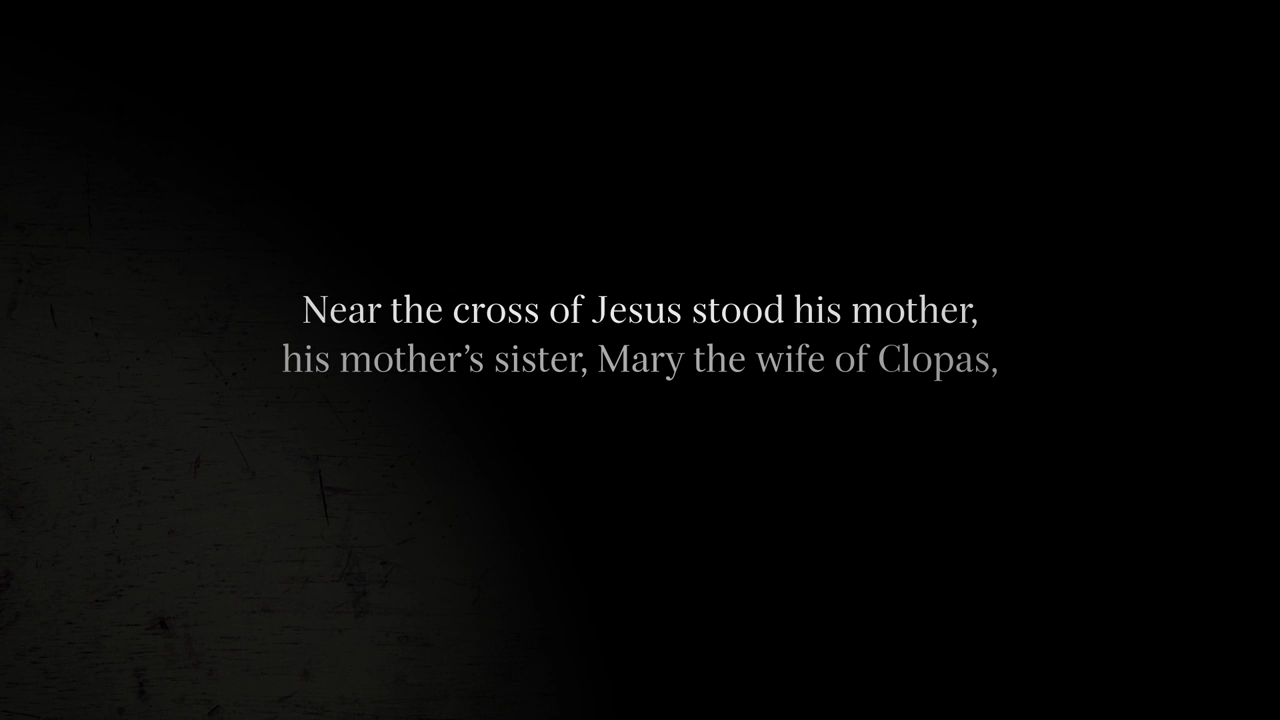 Near the cross of Jesus stood his mother,
his mother’s sister, Mary the wife of Clopas,